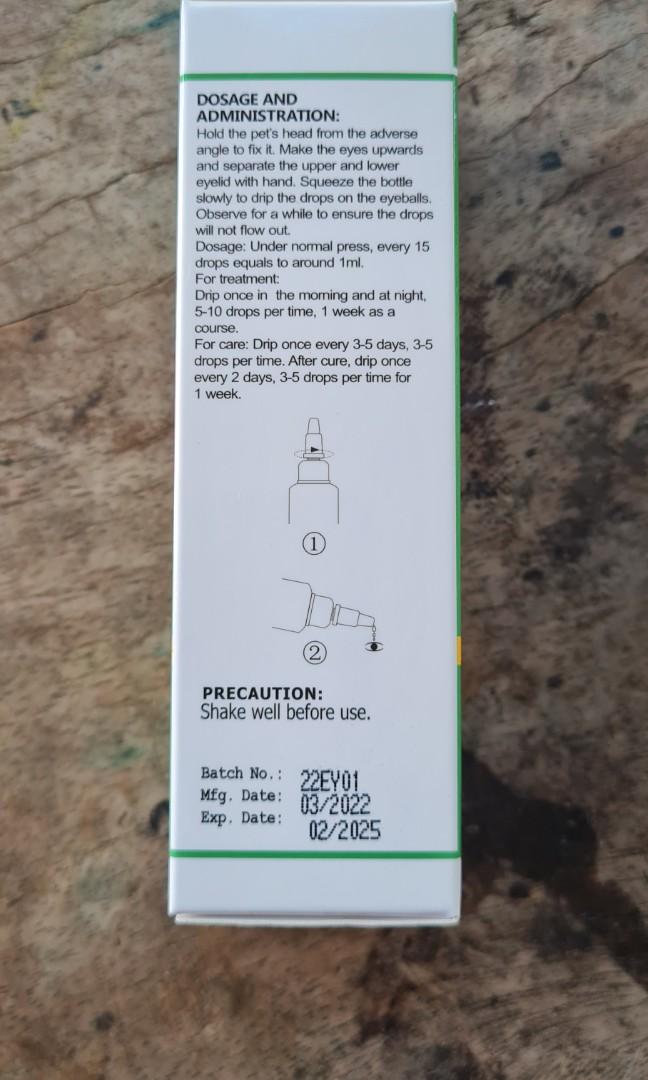 DOSAGE AND
ADMINISTRATION:
Hold the pet's head from the adverse
angle to fix it. Make the eyes upwards
and separate the upper and lower
eyelid with hand. Squeeze the bottle
slowly to drip the drops on the eyeballs.
Observe for a while to ensure the drops
will not flow out.
Dosage: Under normal press, every 15
drops equals to around 1ml.
For treatment:
Drip once in the morning and at night,
5-10 drops per time, 1 week as a
course.
For care: Drip once every 3-5 days, 3-5
drops per time. After cure, drip once
every 2 days, 3-5 drops per time for
1 week.
①
②
PRECAUTION:
Shake well before use.
Batch No.: 22EY01
Mfg. Date: 03/2022
Exp. Date: 02/2025